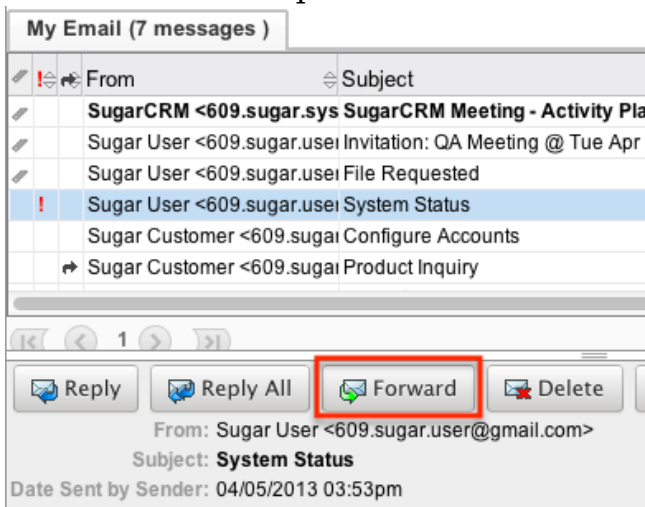 My Email (7 messages )
! From Subject
SugarCRM <609.sugar.sys SugarCRM Meeting - Activity Pla
Sugar User <609.sugar.user Invitation: QA Meeting @ Tue Apr
Sugar User <609.sugar.user File Requested
! Sugar User <609.sugar.user System Status
Sugar Customer <609.sugar Configure Accounts
Sugar Customer <609.sugar Product Inquiry
1
Reply Reply All Forward Delete
From: Sugar User <609.sugar.user@gmail.com>
Subject: System Status
Date Sent by Sender: 04/05/2013 03:53pm